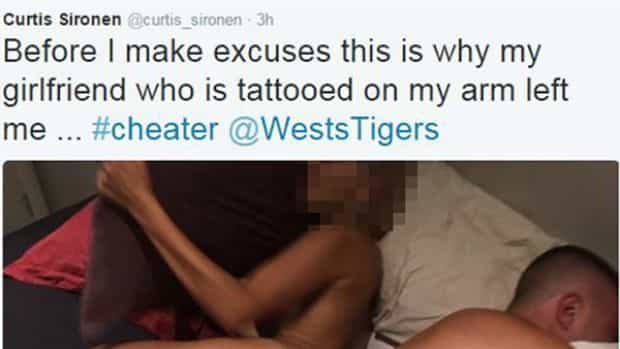 Curtis Sironen @curtis_sironen · 3h
Before I make excuses this is why my
girlfriend who is tattooed on my arm left
me ... #cheater @WestsTigers